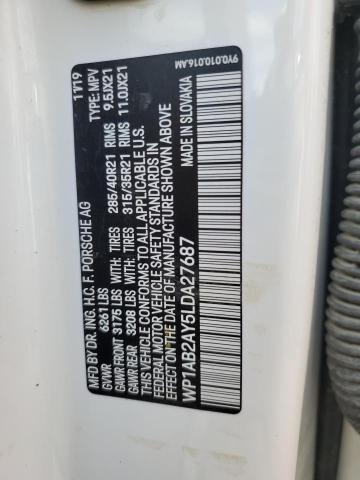 MFD BY DR. ING. H.C. F. PORSCHE AG 11/19
GVWR 6261 LBS TYPE: MPV
GAWR FRONT 3175 LBS WITH: TIRES 285/40R21 RIMS 9.5JX21
GAWR REAR 3208 LBS WITH: TIRES 315/35R21 RIMS 11.0JX21
THIS VEHICLE CONFORMS TO ALL APPLICABLE U.S.
FEDERAL MOTOR VEHICLE SAFETY STANDARDS IN
EFFECT ON THE DATE OF MANUFACTURE SHOWN ABOVE
WP1AB2AY5LDA27687 MADE IN SLOVAKIA
9Y0.010.016.AM